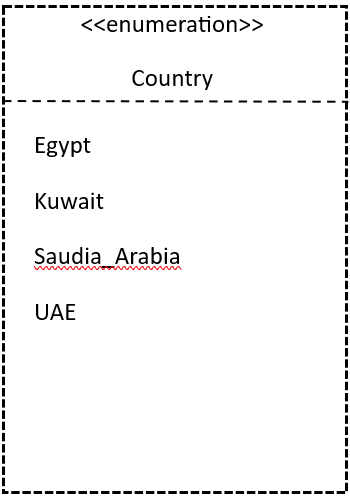 <<enumeration>>
Country
Egypt
Kuwait
Saudia_Arabia
UAE